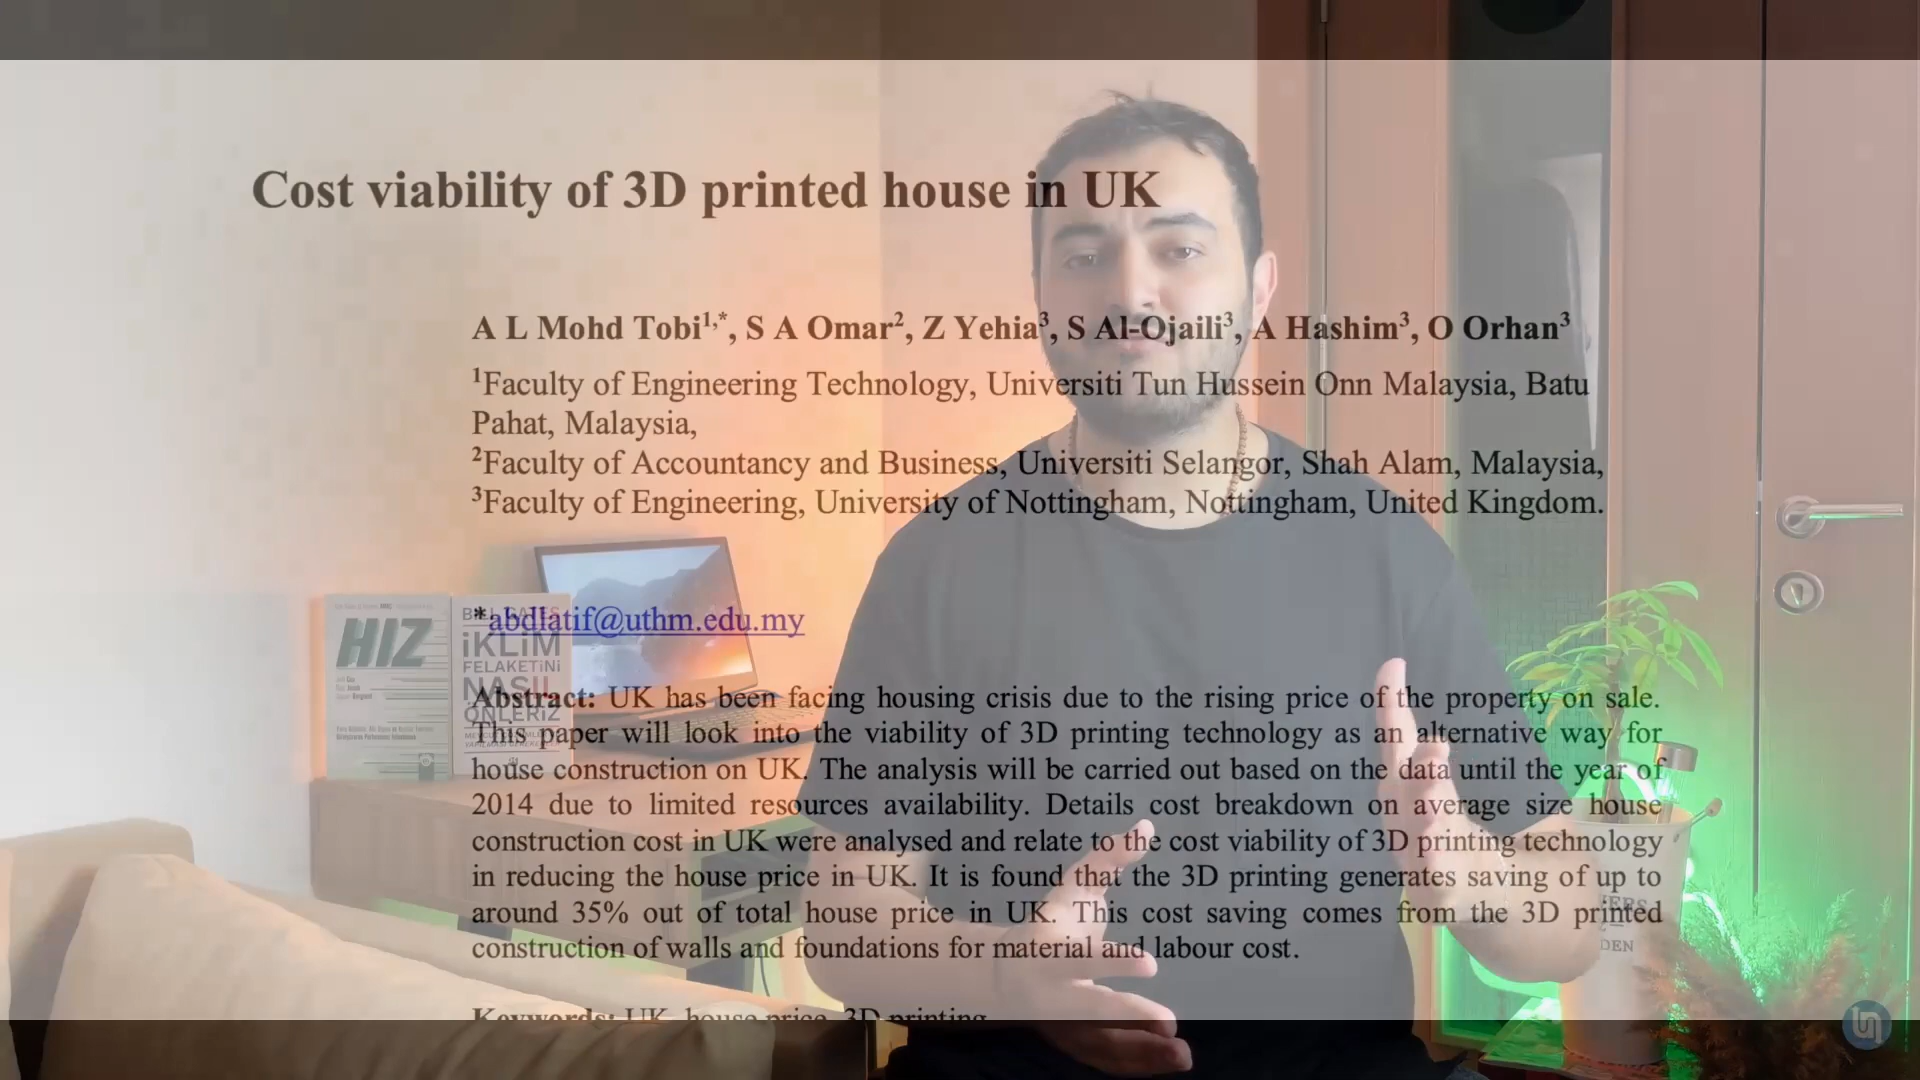 Cost viability of 3D printed house in UK
A L Mohd Tobi1,*, S A Omar2, Z Yehia3, S Al-Ojaili3, A Hashim3, O Orhan3
1Faculty of Engineering Technology, Universiti Tun Hussein Onn Malaysia, Batu
Pahat, Malaysia,
2Faculty of Accountancy and Business, Universiti Selangor, Shah Alam, Malaysia,
3Faculty of Engineering, University of Nottingham, Nottingham, United Kingdom.
*abdlatif@uthm.edu.my
Abstract: UK has been facing housing crisis due to the rising price of the property on sale.
This paper will look into the viability of 3D printing technology as an alternative way for
house construction on UK. The analysis will be carried out based on the data until the year of
2014 due to limited resources availability. Details cost breakdown on average size house
construction cost in UK were analysed and relate to the cost viability of 3D printing technology
in reducing the house price in UK. It is found that the 3D printing generates saving of up to
around 35% out of total house price in UK. This cost saving comes from the 3D printed
construction of walls and foundations for material and labour cost.
Keywords: UK, house price, 3D printing
HIZ
BILL GATES
İKLİM
FELAKETİNİ
NASIL
ÖNLERİZ
DEN